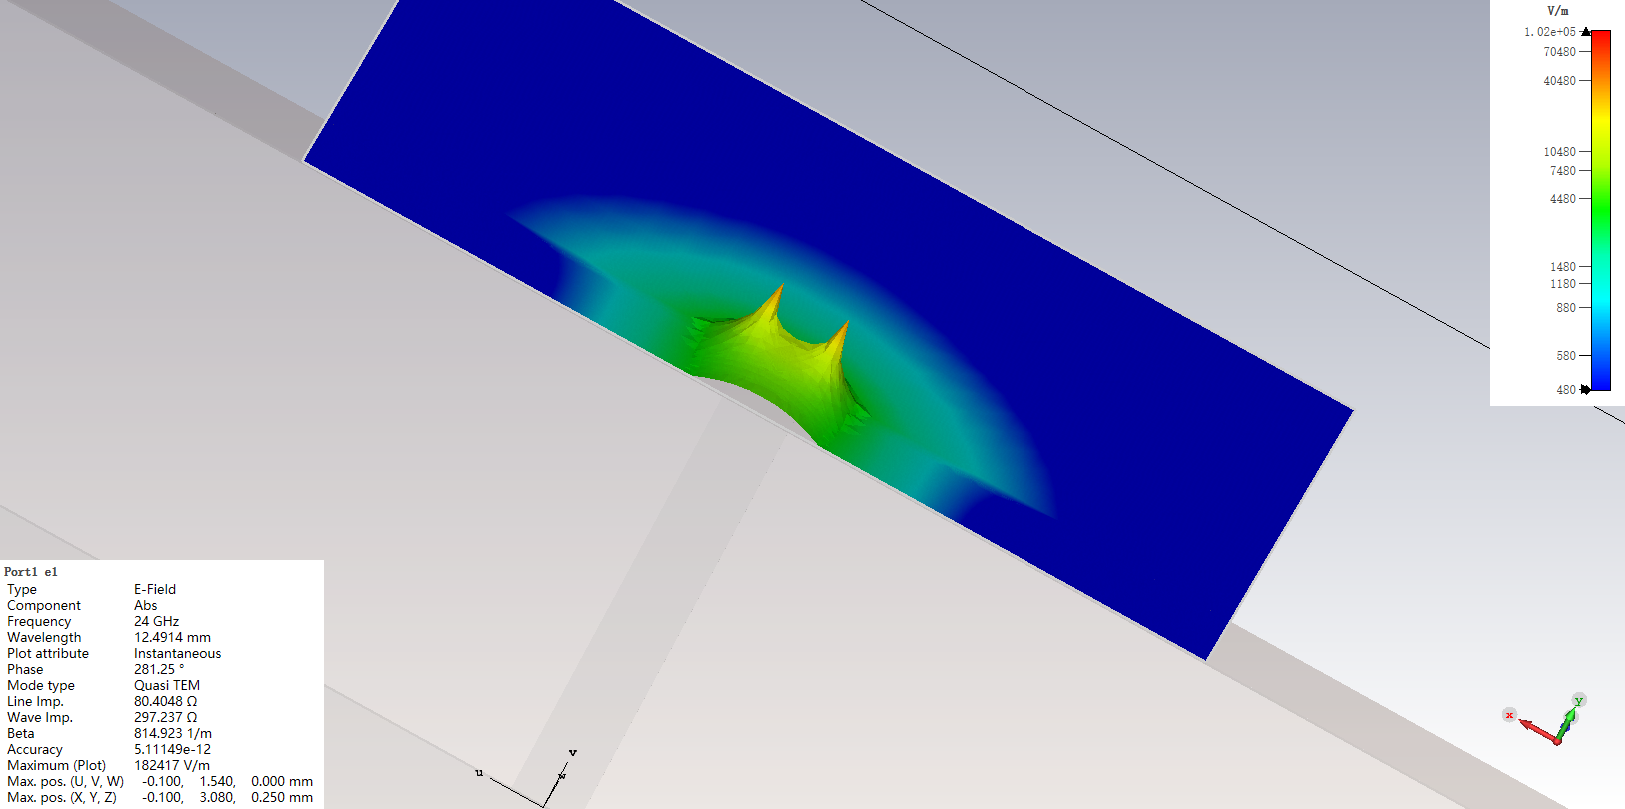 V/m
1.02e+05
70480
40480
10480
7480
4480
1480
1180
880
580
480
Port1 e1
Type E-Field
Component Abs
Frequency 24 GHz
Wavelength 12.4914 mm
Plot attribute Instantaneous
Phase 281.25 °
Mode type Quasi TEM
Line Imp. 80.4048 Ω
Wave Imp. 297.237 Ω
Beta 814.923 1/m
Accuracy 5.11149e-12
Maximum (Plot) 182417 V/m
Max. pos. (U, V, W) -0.100, 1.540, 0.000 mm
Max. pos. (X, Y, Z) -0.100, 3.080, 0.250 mm
u
v
w
x
Y